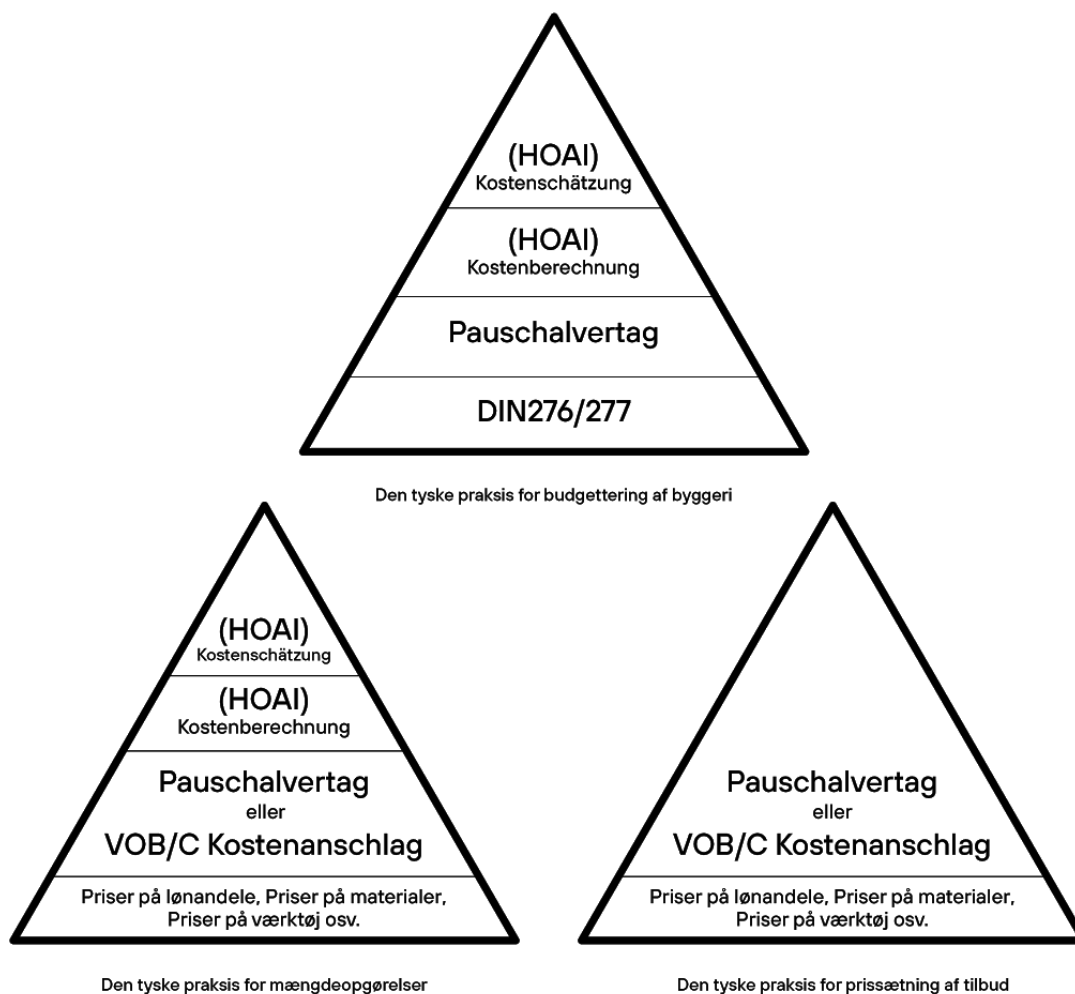 (HOAI)
Kostenschätzung
(HOAI)
Kostenberechnung
Pauschalvertag
DIN276/277
Den tyske praksis for budgettering af byggeri
(HOAI)
Kostenschätzung
(HOAI)
Kostenberechnung
Pauschalvertag
eller
VOB/C Kostenanschlag
Priser på lønandele, Priser på materialer,
Priser på værktøj osv.
Den tyske praksis for mængdeopgørelser
Pauschalvertag
eller
VOB/C Kostenanschlag
Priser på lønandele, Priser på materialer,
Priser på værktøj osv.
Den tyske praksis for prissætning af tilbud